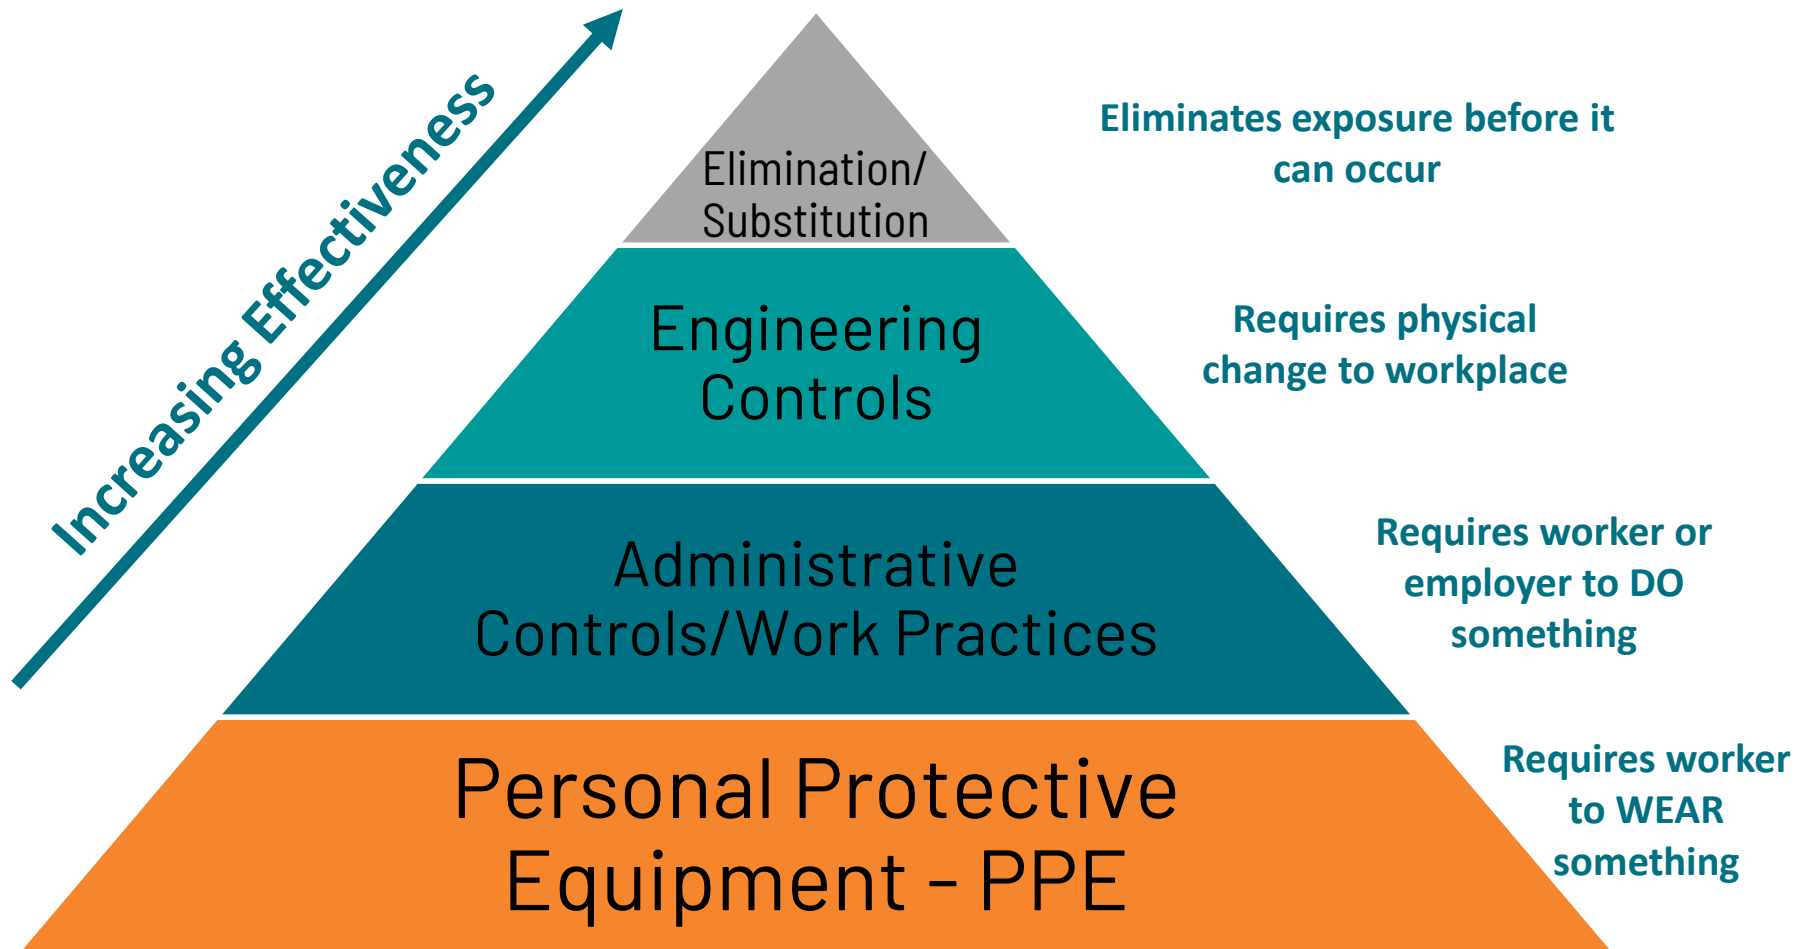 Increasing Effectiveness
Elimination/
Substitution
Eliminates exposure before it
can occur
Engineering
Controls
Requires physical
change to workplace
Administrative
Controls/Work Practices
Requires worker or
employer to DO
something
Personal Protective
Equipment - PPE
Requires worker
to WEAR
something